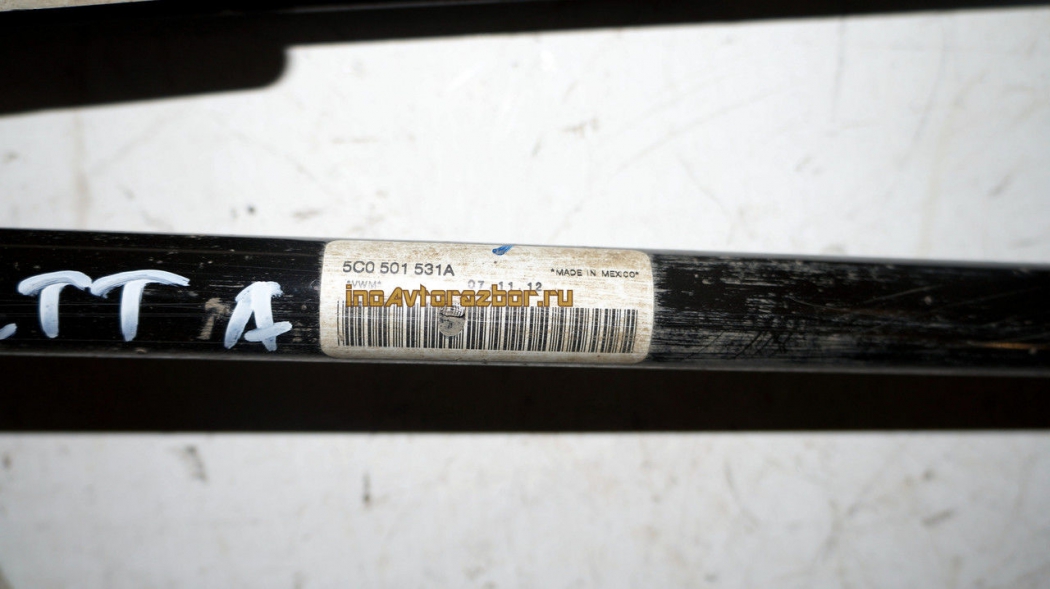 TTA
5C0 501 531A
*MADE IN MEXICO*
*VWM*
07.11.12
inoAvtorazbor.ru